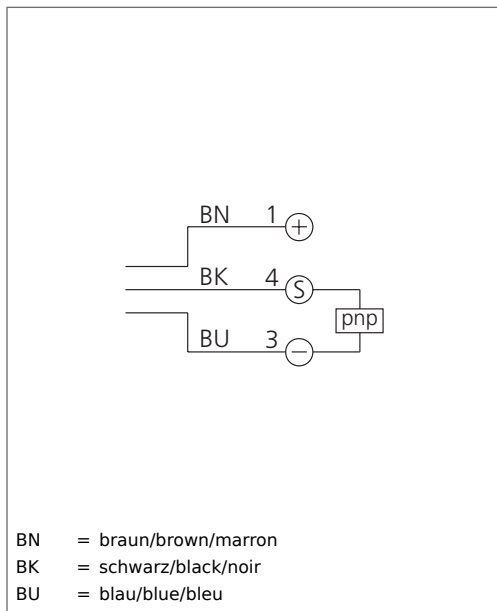 BN 1 +
BK 4 S
pnp
BU 3 −
BN = braun/brown/marron
BK = schwarz/black/noir
BU = blau/blue/bleu